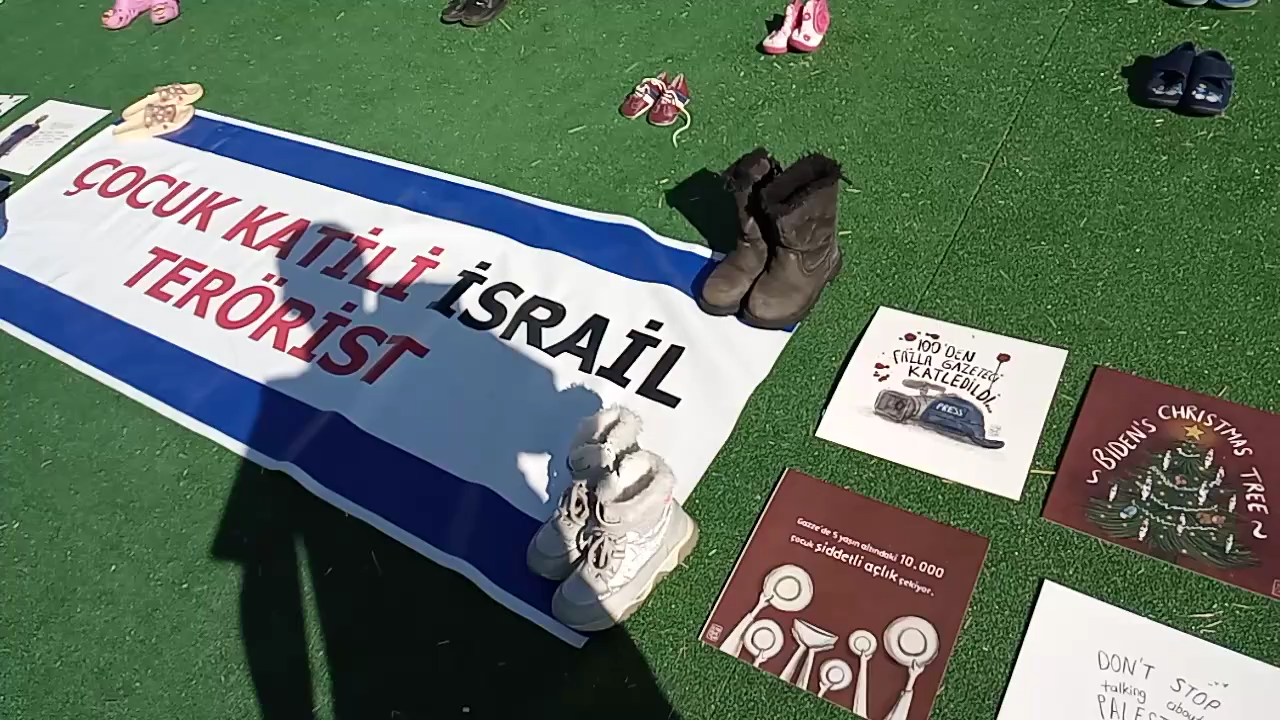 ÇOCUK KATİLİ İSRAİL
TERÖRİST
100'DEN
FAZLA GAZETECİ
KATLEDİLDİ
PRESS
~ BIDEN'S CHRISTMAS TREE ~
Gazze'de 5 yaşın altındaki 10.000
çocuk şiddetli açlık çekiyor.
DON'T STOP
talking about